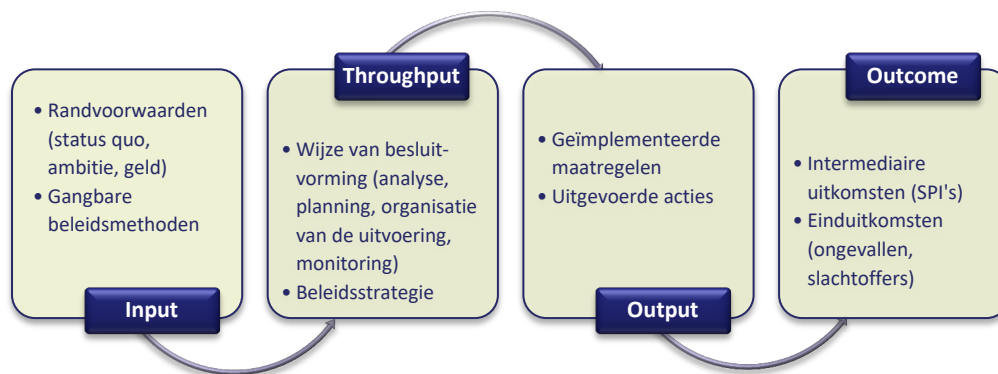 • Randvoorwaarden
(status quo,
ambitie, geld)
• Gangbare
beleidsmethoden
Input
Throughput
• Wijze van besluit-
vorming (analyse,
planning, organisatie
van de uitvoering,
monitoring)
• Beleidsstrategie
• Geïmplementeerde
maatregelen
• Uitgevoerde acties
Output
Outcome
• Intermediaire
uitkomsten (SPI's)
• Einduitkomsten
(ongevallen,
slachtoffers)